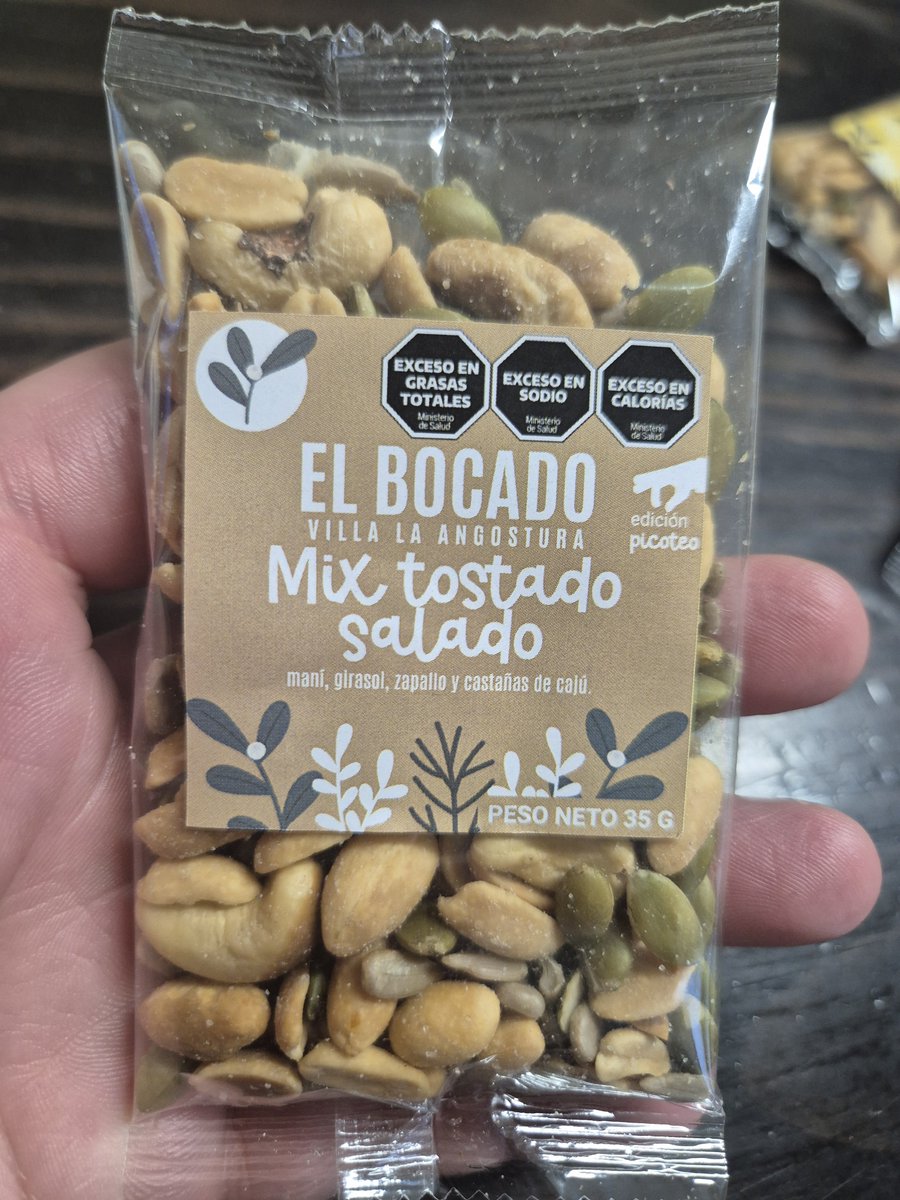 EXCESO EN
GRASAS
TOTALES
Ministerio
de Salud
EXCESO EN
SODIO
Ministerio
de Salud
EXCESO EN
CALORÍAS
Ministerio
de Salud
EL BOCADO
VILLA LA ANGOSTURA
edición
picoteo
Mix tostado
salado
maní, girasol, zapallo y castañas de cajú.
PESO NETO 35 G